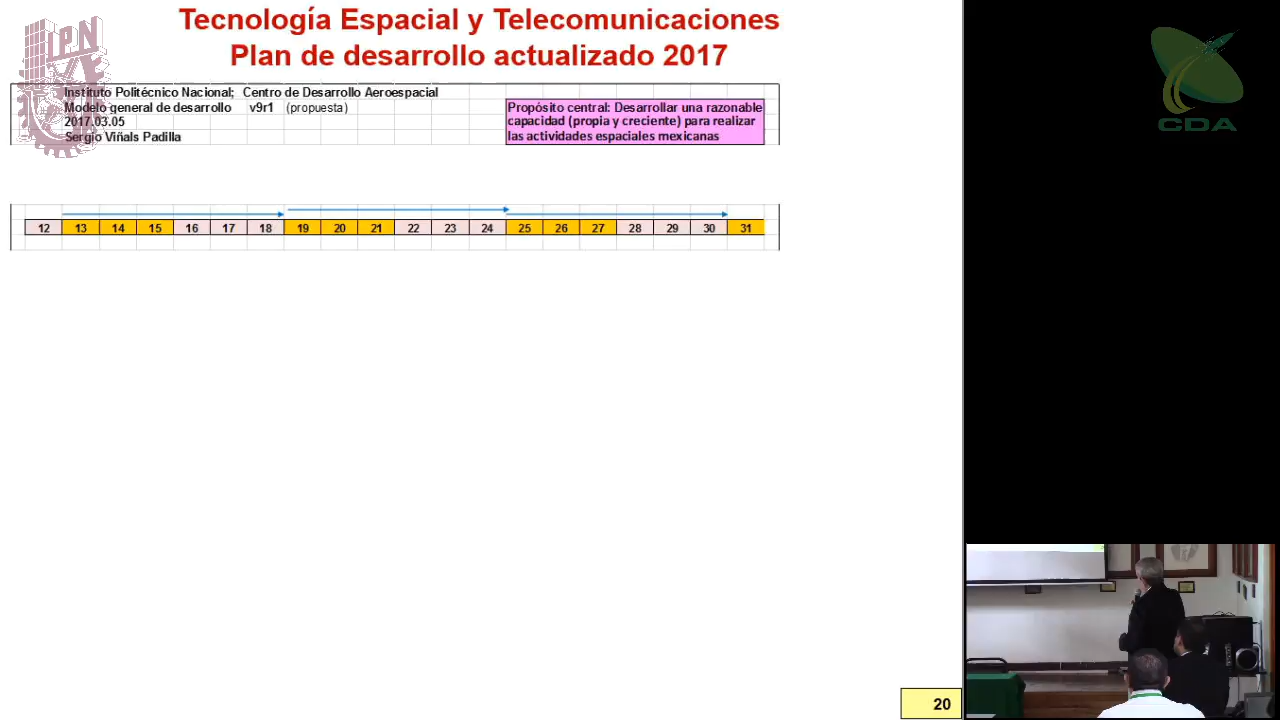 Tecnología Espacial y Telecomunicaciones
Plan de desarrollo actualizado 2017
IPN
Instituto Politécnico Nacional; Centro de Desarrollo Aeroespacial
Modelo general de desarrollo v9r1 (propuesta)
2017.03.05
Sergio Viñals Padilla
Propósito central: Desarrollar una razonable
capacidad (propia y creciente) para realizar
las actividades espaciales mexicanas
CDA
12 13 14 15 16 17 18 19 20 21 22 23 24 25 26 27 28 29 30 31
20